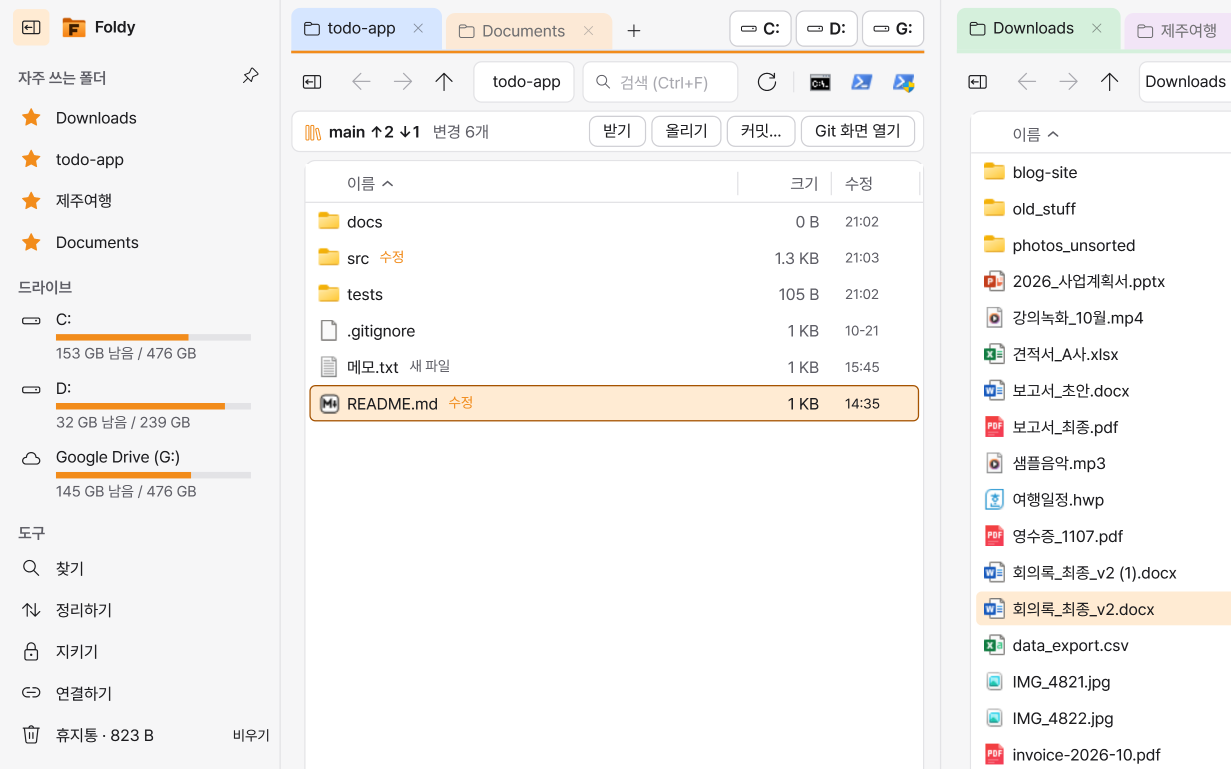 Foldy
자주 쓰는 폴더
Downloads
todo-app
제주여행
Documents
드라이브
C:
153 GB 남음 / 476 GB
D:
32 GB 남음 / 239 GB
Google Drive (G:)
145 GB 남음 / 476 GB
도구
찾기
정리하기
지키기
연결하기
휴지통 · 823 B 비우기
todo-app Documents C: D: G:
todo-app 검색 (Ctrl+F) C:\.
main ↑2 ↓1 변경 6개 받기 올리기 커밋... Git 화면 열기
이름 크기 수정
docs 0 B 21:02
src 수정 1.3 KB 21:03
tests 105 B 21:02
.gitignore 1 KB 10-21
메모.txt 새 파일 1 KB 15:45
README.md 수정 1 KB 14:35
Downloads 제주여행
Downloads
이름
blog-site
old_stuff
photos_unsorted
2026_사업계획서.pptx
강의녹화_10월.mp4
견적서_A사.xlsx
보고서_초안.docx
보고서_최종.pdf
샘플음악.mp3
여행일정.hwp
영수증_1107.pdf
회의록_최종_v2 (1).docx
회의록_최종_v2.docx
data_export.csv
IMG_4821.jpg
IMG_4822.jpg
invoice-2026-10.pdf